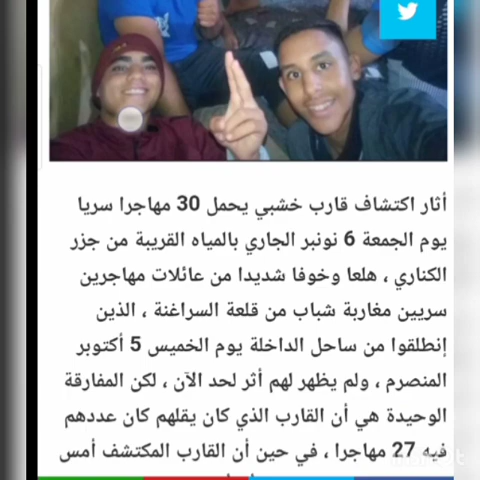 أثار اكتشاف قارب خشبي يحمل 30 مهاجرا سريا
يوم الجمعة 6 نونبر الجاري بالمياه القريبة من جزر
الكناري ، هلعا وخوفا شديدا من عائلات مهاجرين
سريين مغاربة شباب من قلعة السراغنة ، الذين
إنطلقوا من ساحل الداخلة يوم الخميس 5 أكتوبر
المنصرم ، ولم يظهر لهم أثر لحد الآن ، لكن المفارقة
الوحيدة هي أن القارب الذي كان يقلهم كان عددهم
فيه 27 مهاجرا ، في حين أن القارب المكتشف أمس